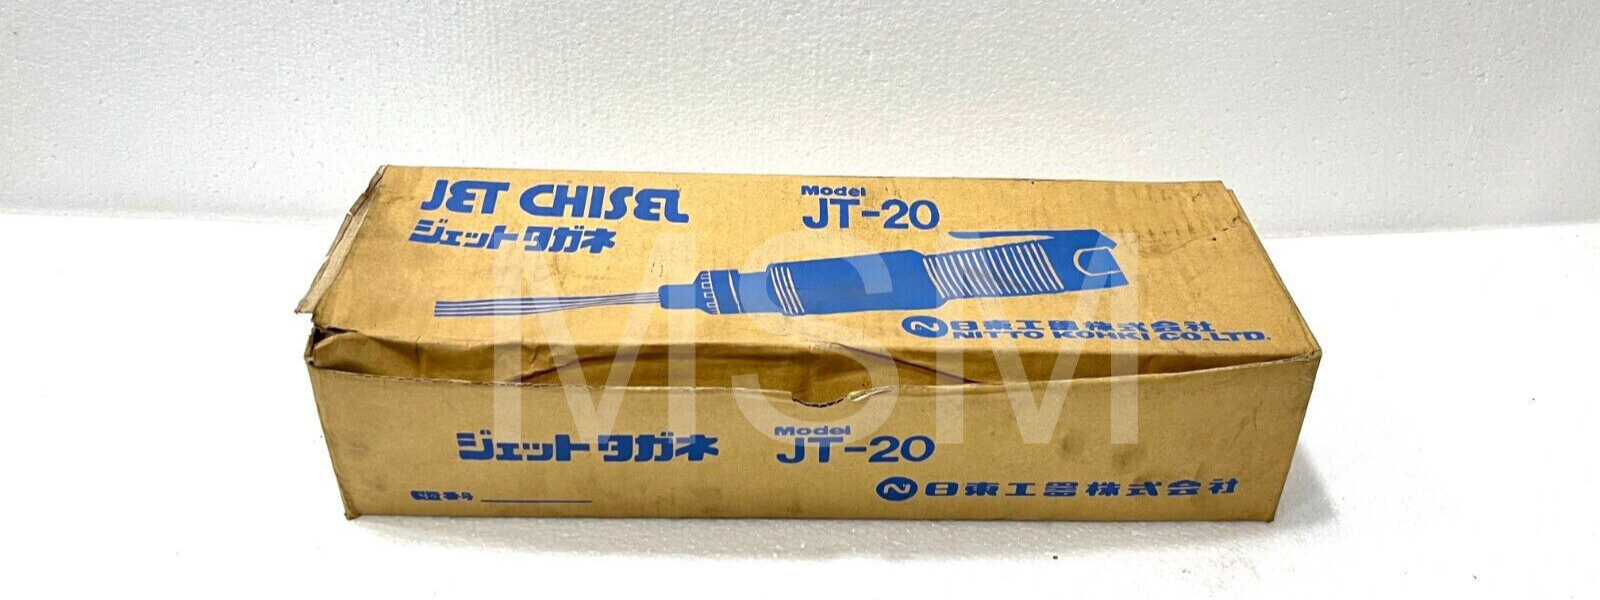 JET CHISEL
ジェットタガネ
Model
JT-20
N 日東工器株式会社
NITTO KOHKI CO.,LTD.
MSM
ジェットタガネ
Model
JT-20
N 日東工器株式会社